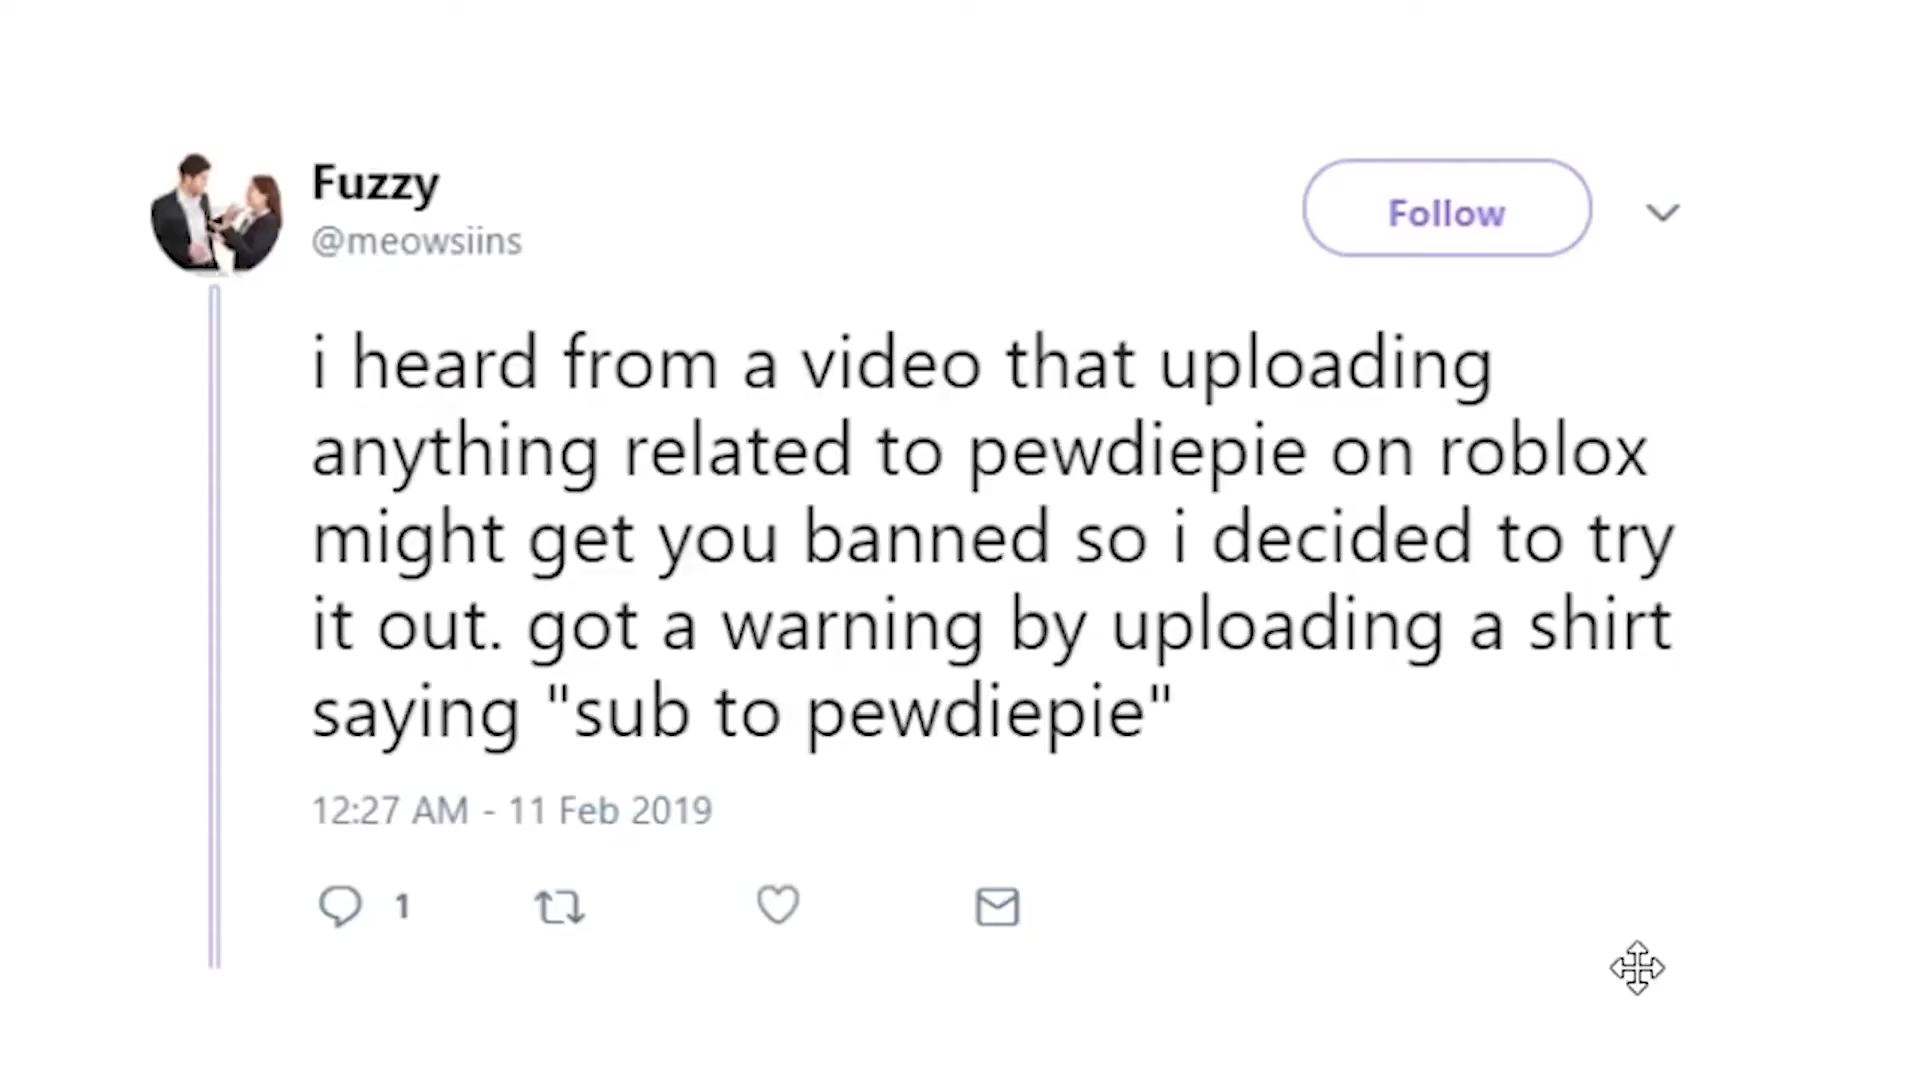 Fuzzy
@meowsiins
Follow
i heard from a video that uploading
anything related to pewdiepie on roblox
might get you banned so i decided to try
it out. got a warning by uploading a shirt
saying "sub to pewdiepie"
12:27 AM - 11 Feb 2019
1